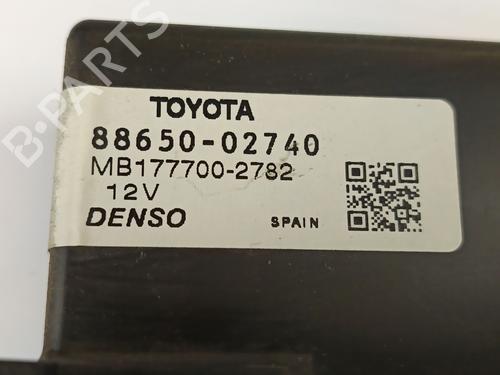 B-PARTS
TOYOTA
88650-02740
MB177700-2782
12V
DENSO
SPAIN